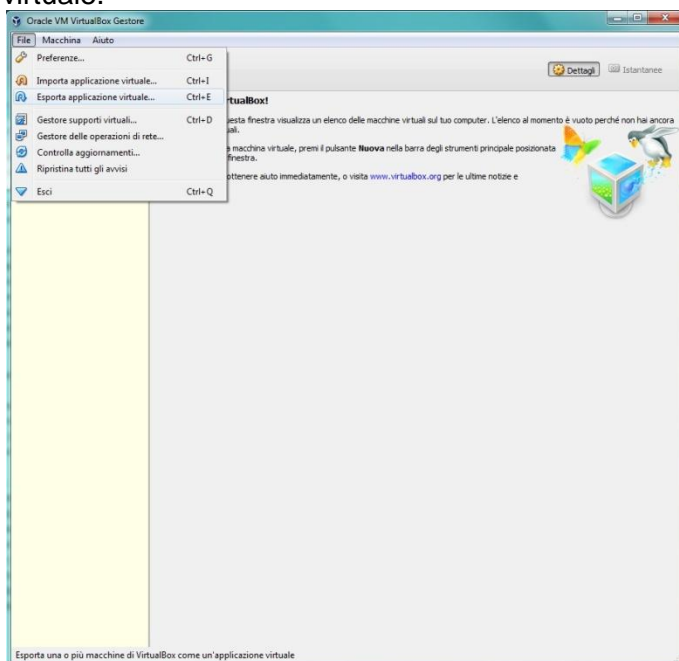 virtuale.
Oracle VM VirtualBox Gestore
File Macchina Aiuto
Preferenze... Ctrl+G
Importa applicazione virtuale... Ctrl+I
Esporta applicazione virtuale... Ctrl+E
Gestore supporti virtuali... Ctrl+D
Gestore delle operazioni di rete...
Controlla aggiornamenti...
Ripristina tutti gli avvisi
Esci Ctrl+Q
Dettagli Istantanee
rtualBox!
uesta finestra visualizza un elenco delle macchine virtuali sul tuo computer. L'elenco al momento è vuoto perché non hai ancora
uali.
a macchina virtuale, premi il pulsante Nuova nella barra degli strumenti principale posizionata
finestra.
ottenere aiuto immediatamente, o visita www.virtualbox.org per le ultime notizie e
Esporta una o più macchine di VirtualBox come un'applicazione virtuale